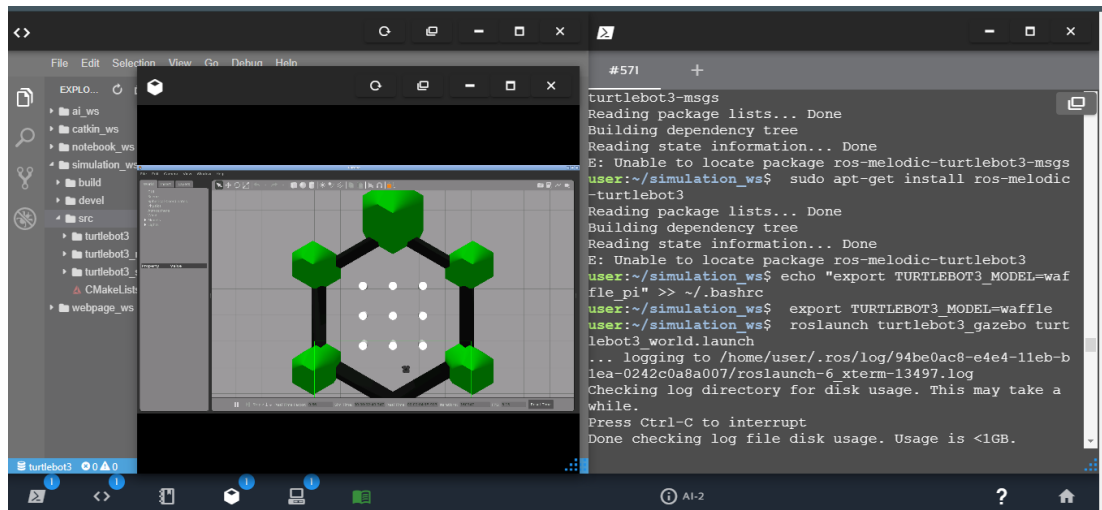 File Edit Selection View Go Debug Help
EXPLO...
ai_ws
catkin_ws
notebook_ws
simulation_ws
build
devel
src
turtlebot3
turtlebot3_
turtlebot3_s
CMakeLists
webpage_ws
turtlebot3 0 0
Property Value
#571 +
turtlebot3-msgs
Reading package lists... Done
Building dependency tree
Reading state information... Done
E: Unable to locate package ros-melodic-turtlebot3-msgs
user:~/simulation_ws$ sudo apt-get install ros-melodic
-turtlebot3
Reading package lists... Done
Building dependency tree
Reading state information... Done
E: Unable to locate package ros-melodic-turtlebot3
user:~/simulation_ws$ echo "export TURTLEBOT3_MODEL=waf
fle_pi" >> ~/.bashrc
user:~/simulation_ws$ export TURTLEBOT3_MODEL=waffle
user:~/simulation_ws$ roslaunch turtlebot3_gazebo turt
lebot3_world.launch
... logging to /home/user/.ros/log/94be0ac8-e4e4-11eb-b
1ea-0242c0a8a007/roslaunch-6_xterm-13497.log
Checking log directory for disk usage. This may take a
while.
Press Ctrl-C to interrupt
Done checking log file disk usage. Usage is <1GB.
AI-2
?